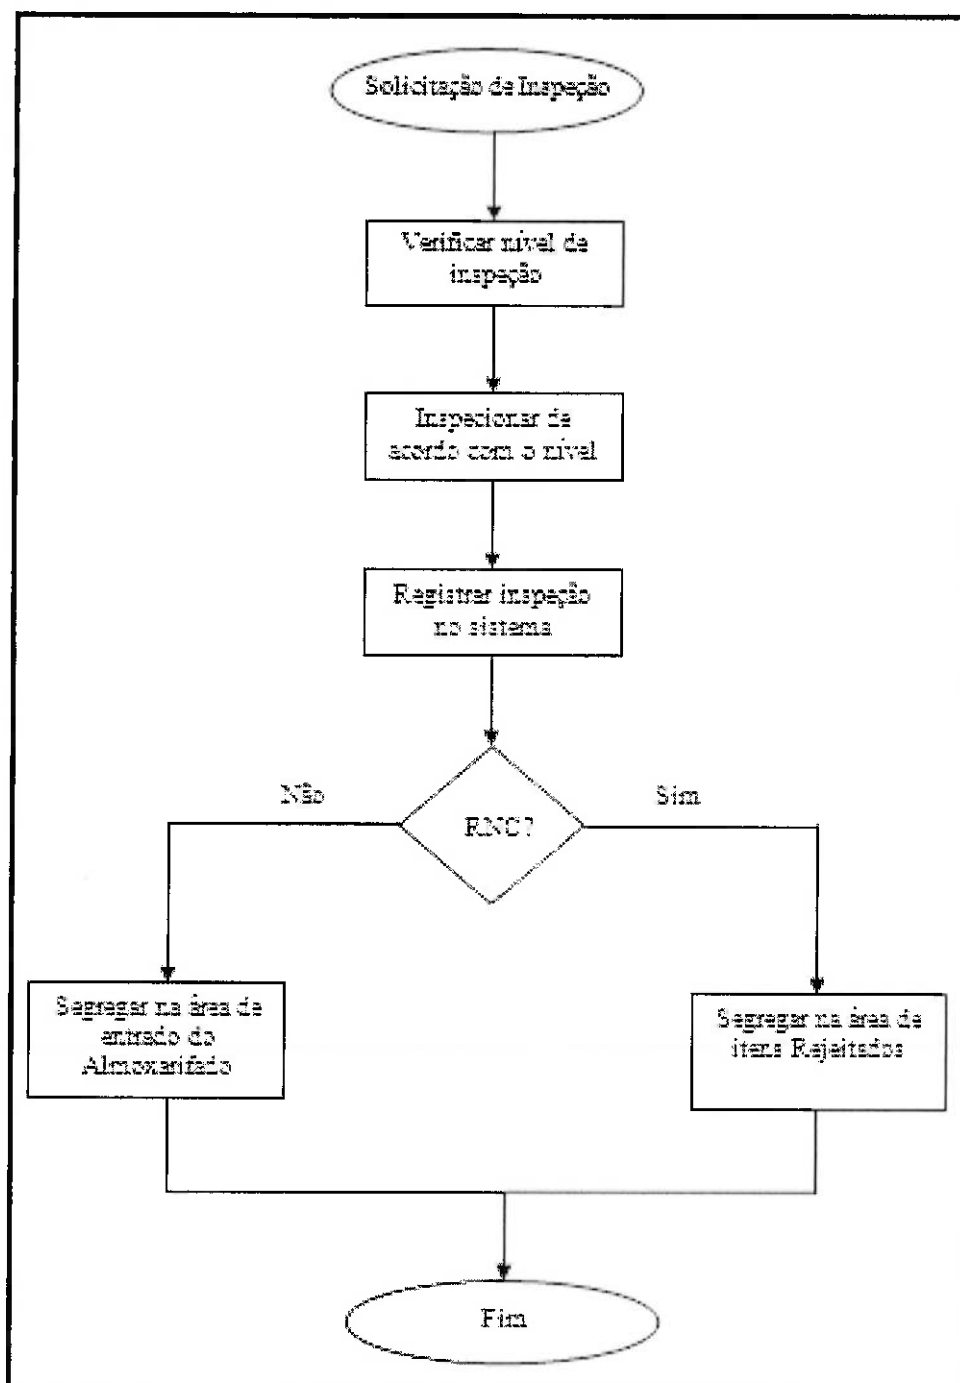 Solicitação de Inspeção
Verificar nível de
inspeção
Inspecionar de
acordo com o nível
Registrar inspeção
no sistema
Não
Sim
RNC?
Segregar na área de
entrado do
Almoxarifado
Segregar na área de
itens Rejeitados
Fim